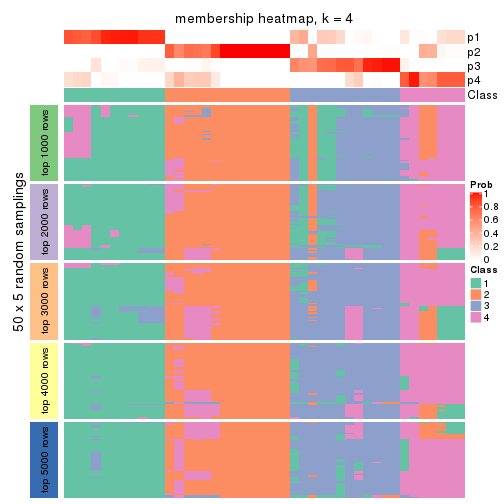 membership heatmap, k = 4
p1
p2
p3
p4
Class
50 x 5 random samplings
top 1000 rows
top 2000 rows
top 3000 rows
top 4000 rows
top 5000 rows
Prob
1
0.8
0.6
0.4
0.2
0
Class
1
2
3
4